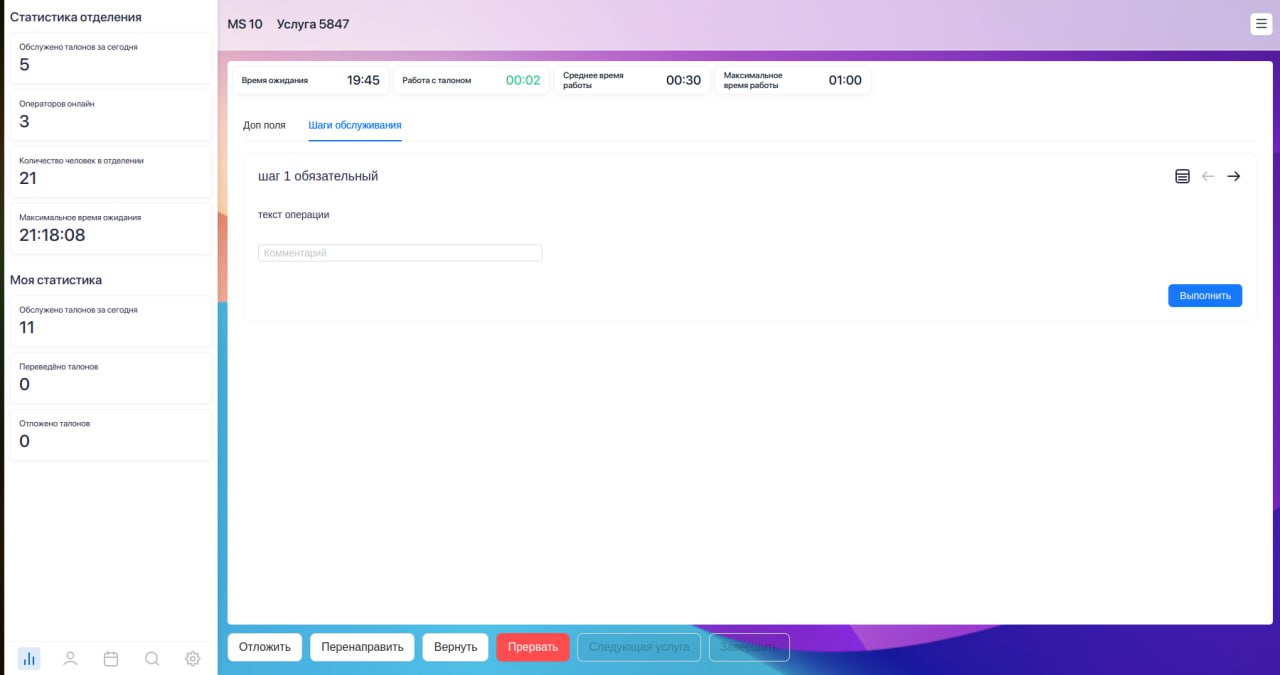 Статистика отделения
Обслужено талонов за сегодня
5
Операторов онлайн
3
Количество человек в отделении
21
Максимальное время ожидания
21:18:08
Моя статистика
Обслужено талонов за сегодня
11
Переведёно талонов
0
Отложено талонов
0
MS 10 Услуга 5847
Время ожидания 19:45
Работа с талоном 00:02
Среднее время
работы
00:30
Максимальное
время работы
01:00
Доп поля Шаги обслуживания
шаг 1 обязательный
текст операции
Комментарий
Выполнить
Отложить Перенаправить Вернуть Прервать Следующая услуга Завершить